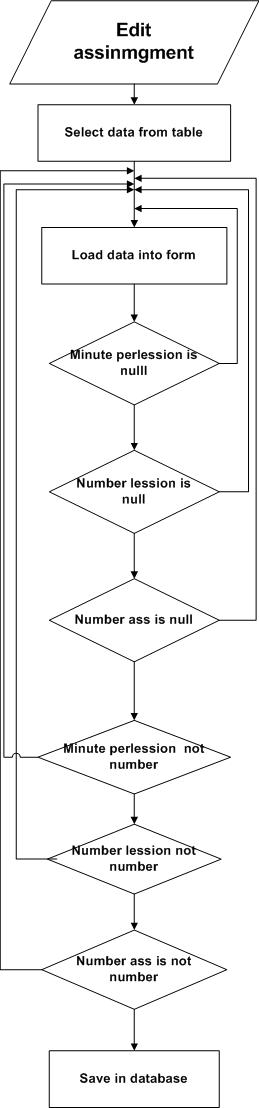 Edit
assinmgment
Select data from table
Load data into form
Minute perlession is
nulll
Number lession is
null
Number ass is null
Minute perlession not
number
Number lession not
number
Number ass is not
number
Save in database